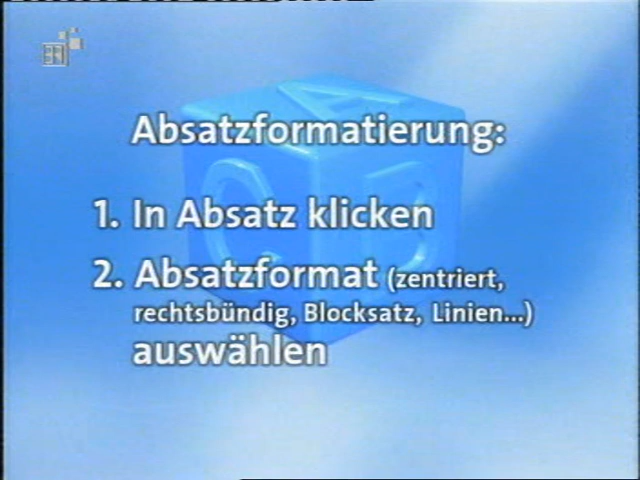 Absatzformatierung:
1. In Absatz klicken
2. Absatzformat (zentriert,
rechtsbündig, Blocksatz, Linien...)
auswählen